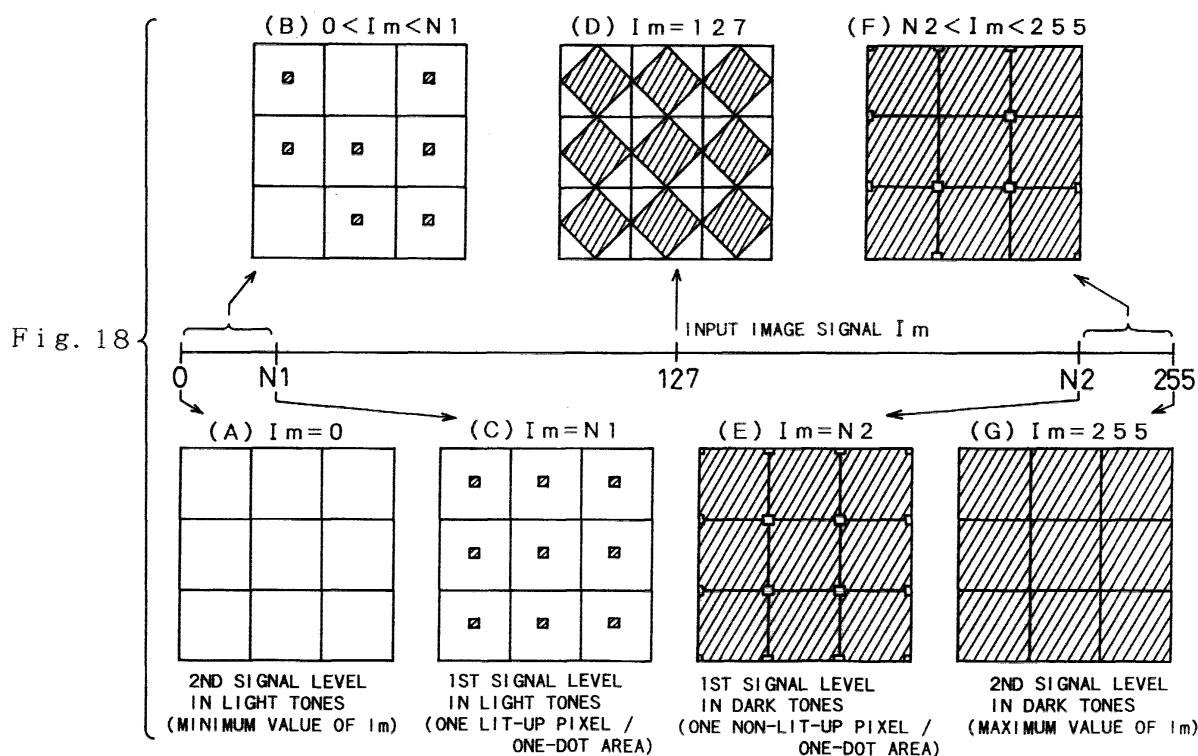 (B) 0<Im<N1
(D) Im=127
(F) N2<Im<255
Fig. 18
INPUT IMAGE SIGNAL Im
0
N1
127
N2
255
(A) Im=0
(C) Im=N1
(E) Im=N2
(G) Im=255
2ND SIGNAL LEVEL
IN LIGHT TONES
(MINIMUM VALUE OF Im)
1ST SIGNAL LEVEL
IN LIGHT TONES
(ONE LIT-UP PIXEL /
ONE-DOT AREA)
1ST SIGNAL LEVEL
IN DARK TONES
(ONE NON-LIT-UP PIXEL /
ONE-DOT AREA)
2ND SIGNAL LEVEL
IN DARK TONES
(MAXIMUM VALUE OF Im)